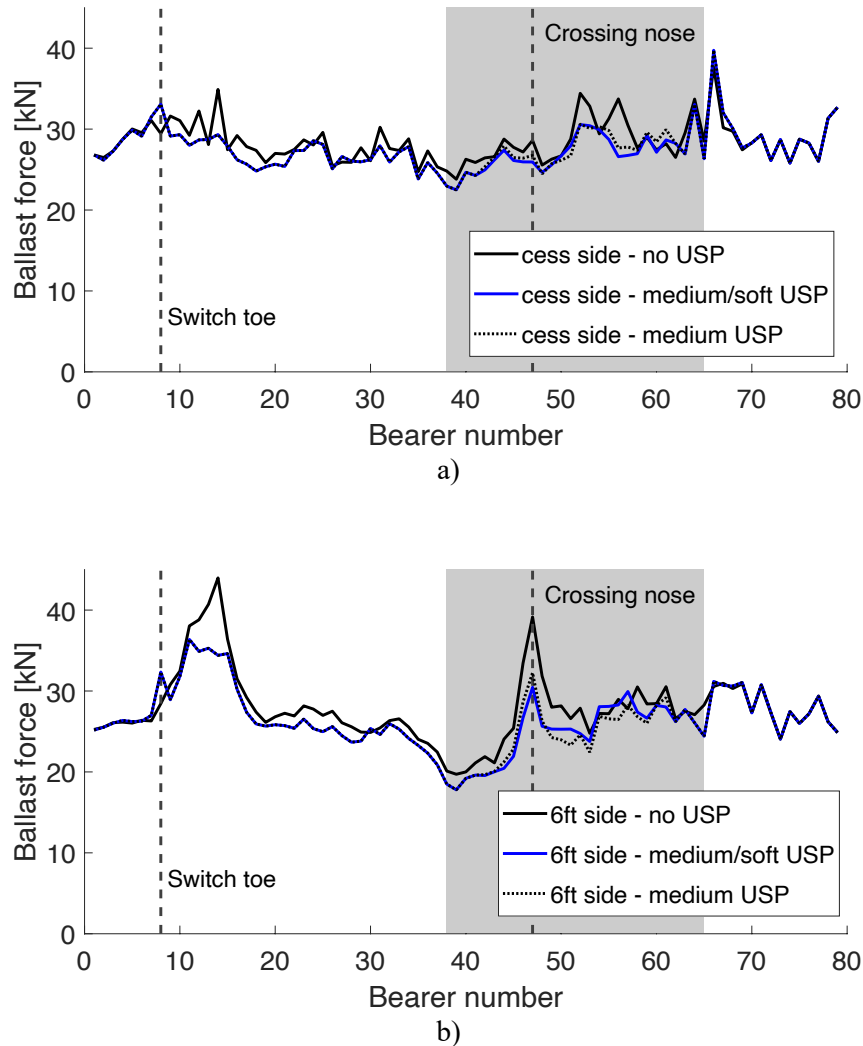 40
30
20
10
0
Ballast force [kN]
Crossing nose
Switch toe
cess side - no USP
cess side - medium/soft USP
cess side - medium USP
0 10 20 30 40 50 60 70 80
Bearer number
a)
40
30
20
10
0
Ballast force [kN]
Crossing nose
Switch toe
6ft side - no USP
6ft side - medium/soft USP
6ft side - medium USP
0 10 20 30 40 50 60 70 80
Bearer number
b)